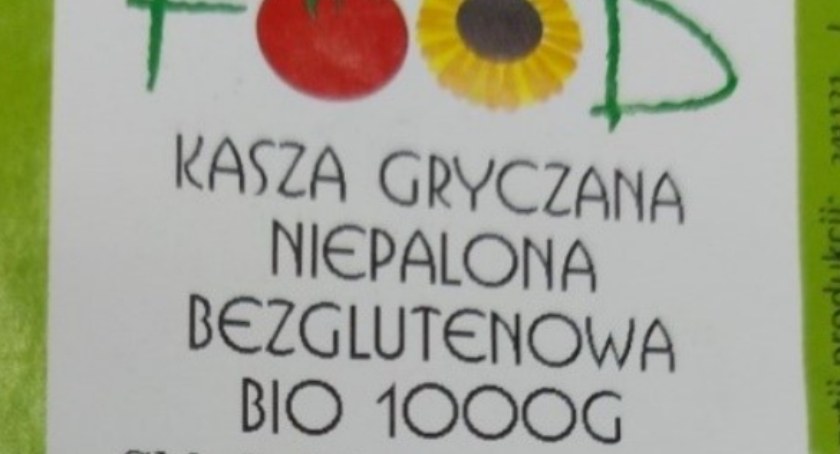 FOOD
KASZA GRYCZANA
NIEPALONA
BEZGLUTENOWA
BIO 1000G